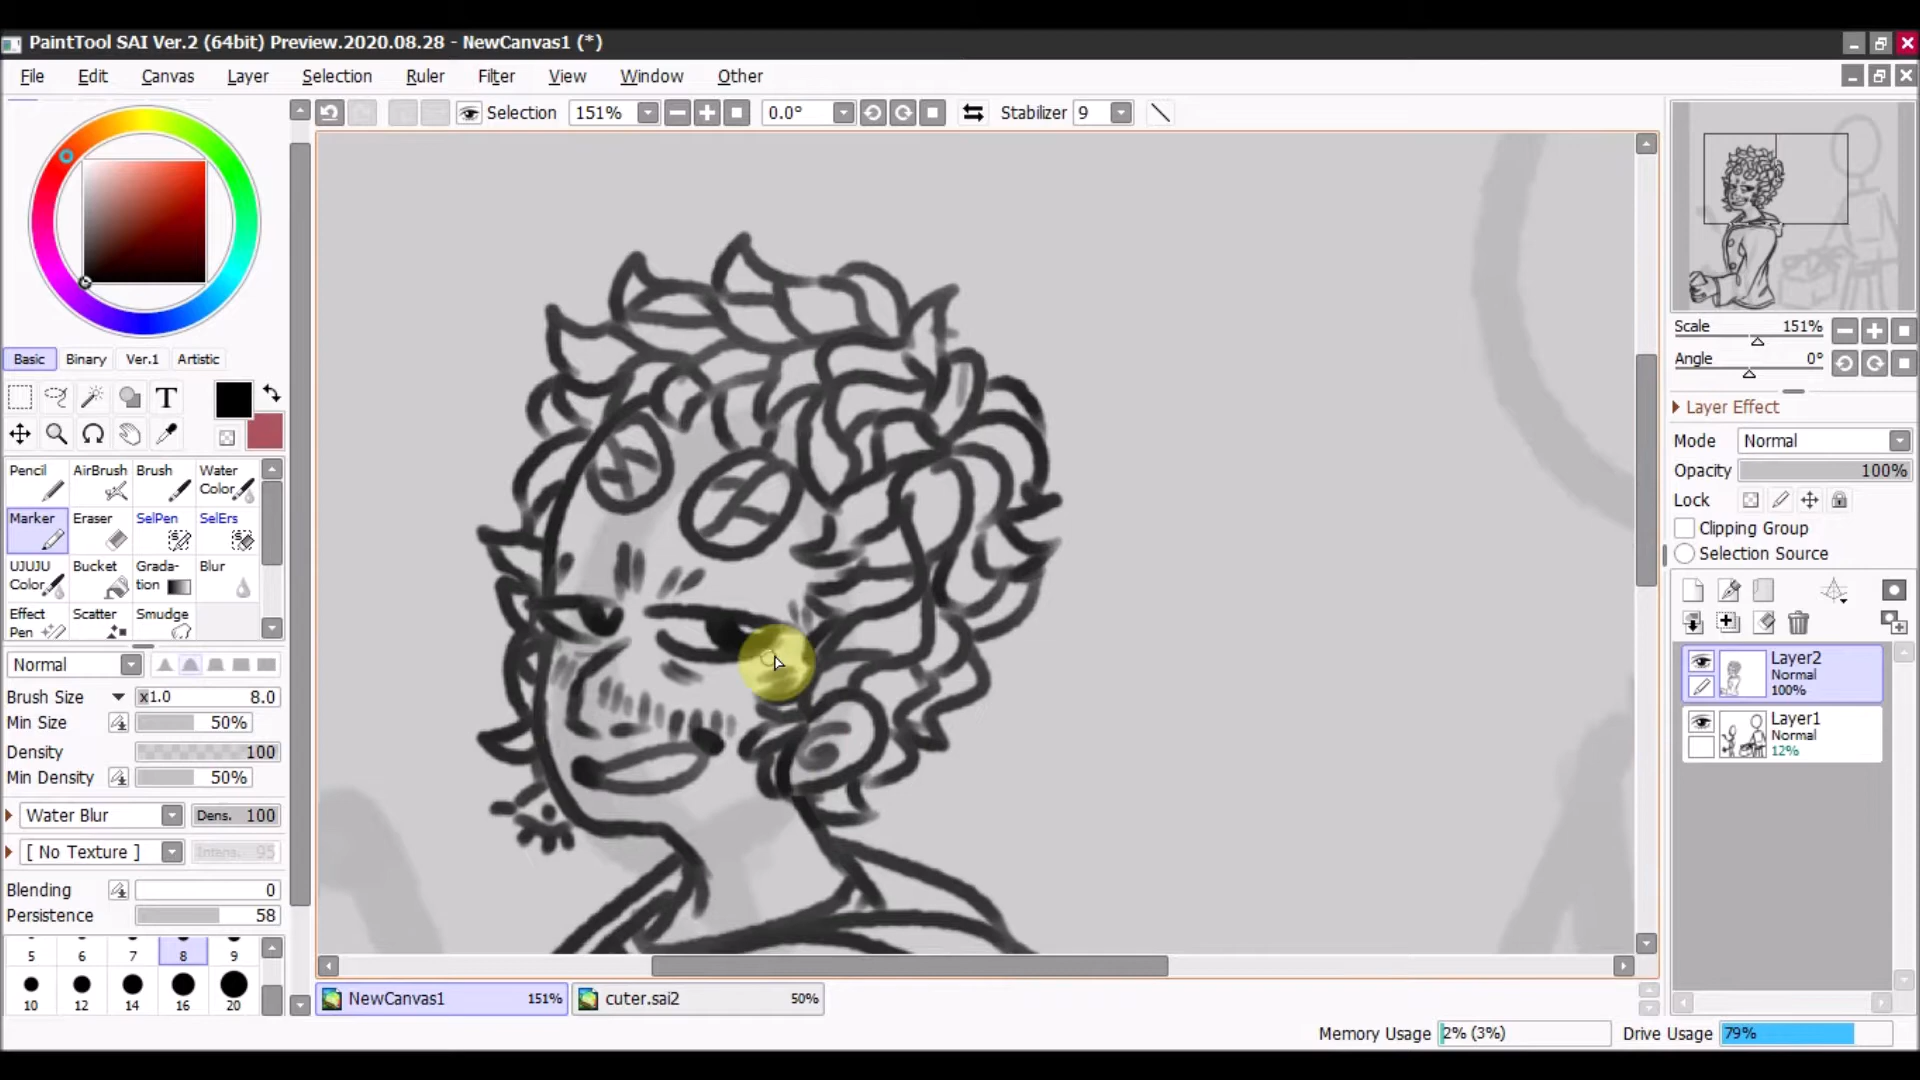 PaintTool SAI Ver.2 (64bit) Preview.2020.08.28 - NewCanvas1 (*)
File Edit Canvas Layer Selection Ruler Filter View Window Other
Selection 151% 0.0° Stabilizer 9
Scale 151%
Angle 0°
Basic Binary Ver.1 Artistic
T
Layer Effect
Mode Normal
Opacity 100%
Lock
Clipping Group
Selection Source
Pencil AirBrush Brush Water Color
Marker Eraser SelPen SelErs
UJUJU Color Bucket Grada-tion Blur
Effect Pen Scatter Smudge
Normal
Brush Size x1.0 8.0
Min Size 50%
Density 100
Min Density 50%
Water Blur Dens. 100
[ No Texture ] Intens. 95
Blending 0
Persistence 58
5 6 7 8 9
10 12 14 16 20
Layer2
Normal
100%
Layer1
Normal
12%
NewCanvas1 151% cuter.sai2 50%
Memory Usage 2% (3%) Drive Usage 79%